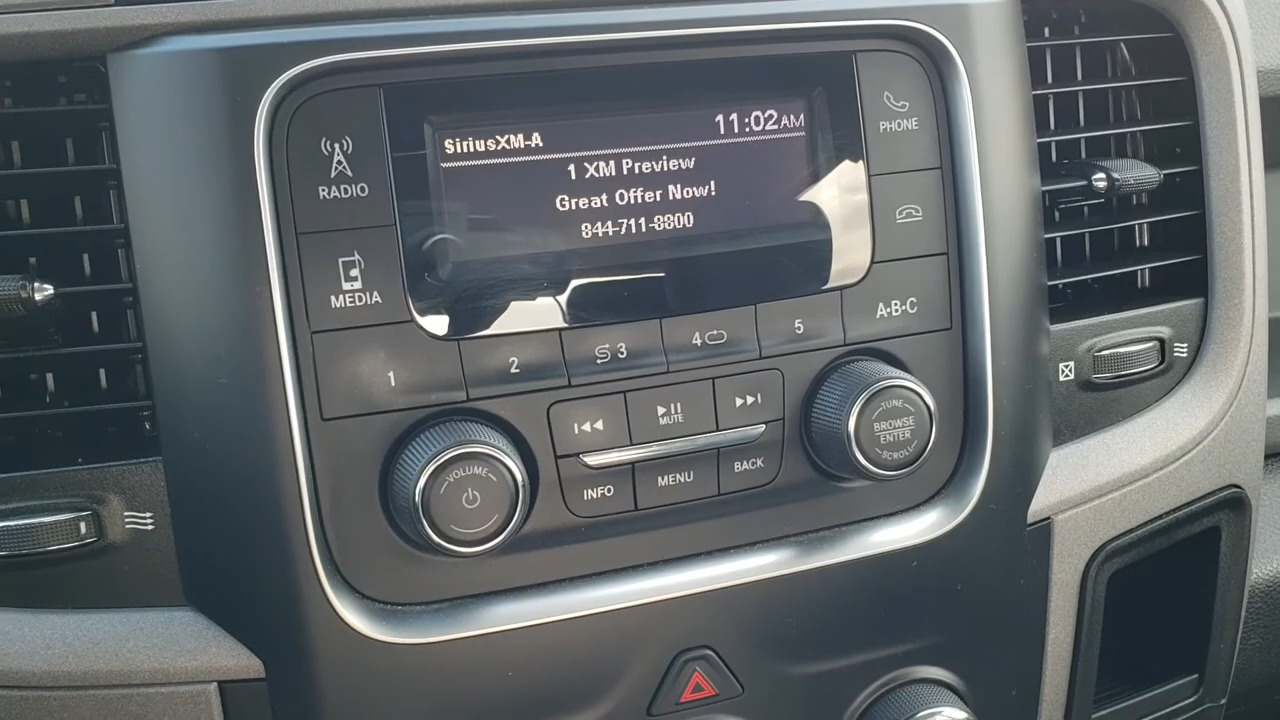 SiriusXM-A
11:02AM
1 XM Preview
Great Offer Now!
844-711-8800
RADIO
MEDIA
PHONE
1
2
3
4
5
A·B·C
MUTE
INFO
MENU
BACK
VOLUME
TUNE
BROWSE
ENTER
SCROLL